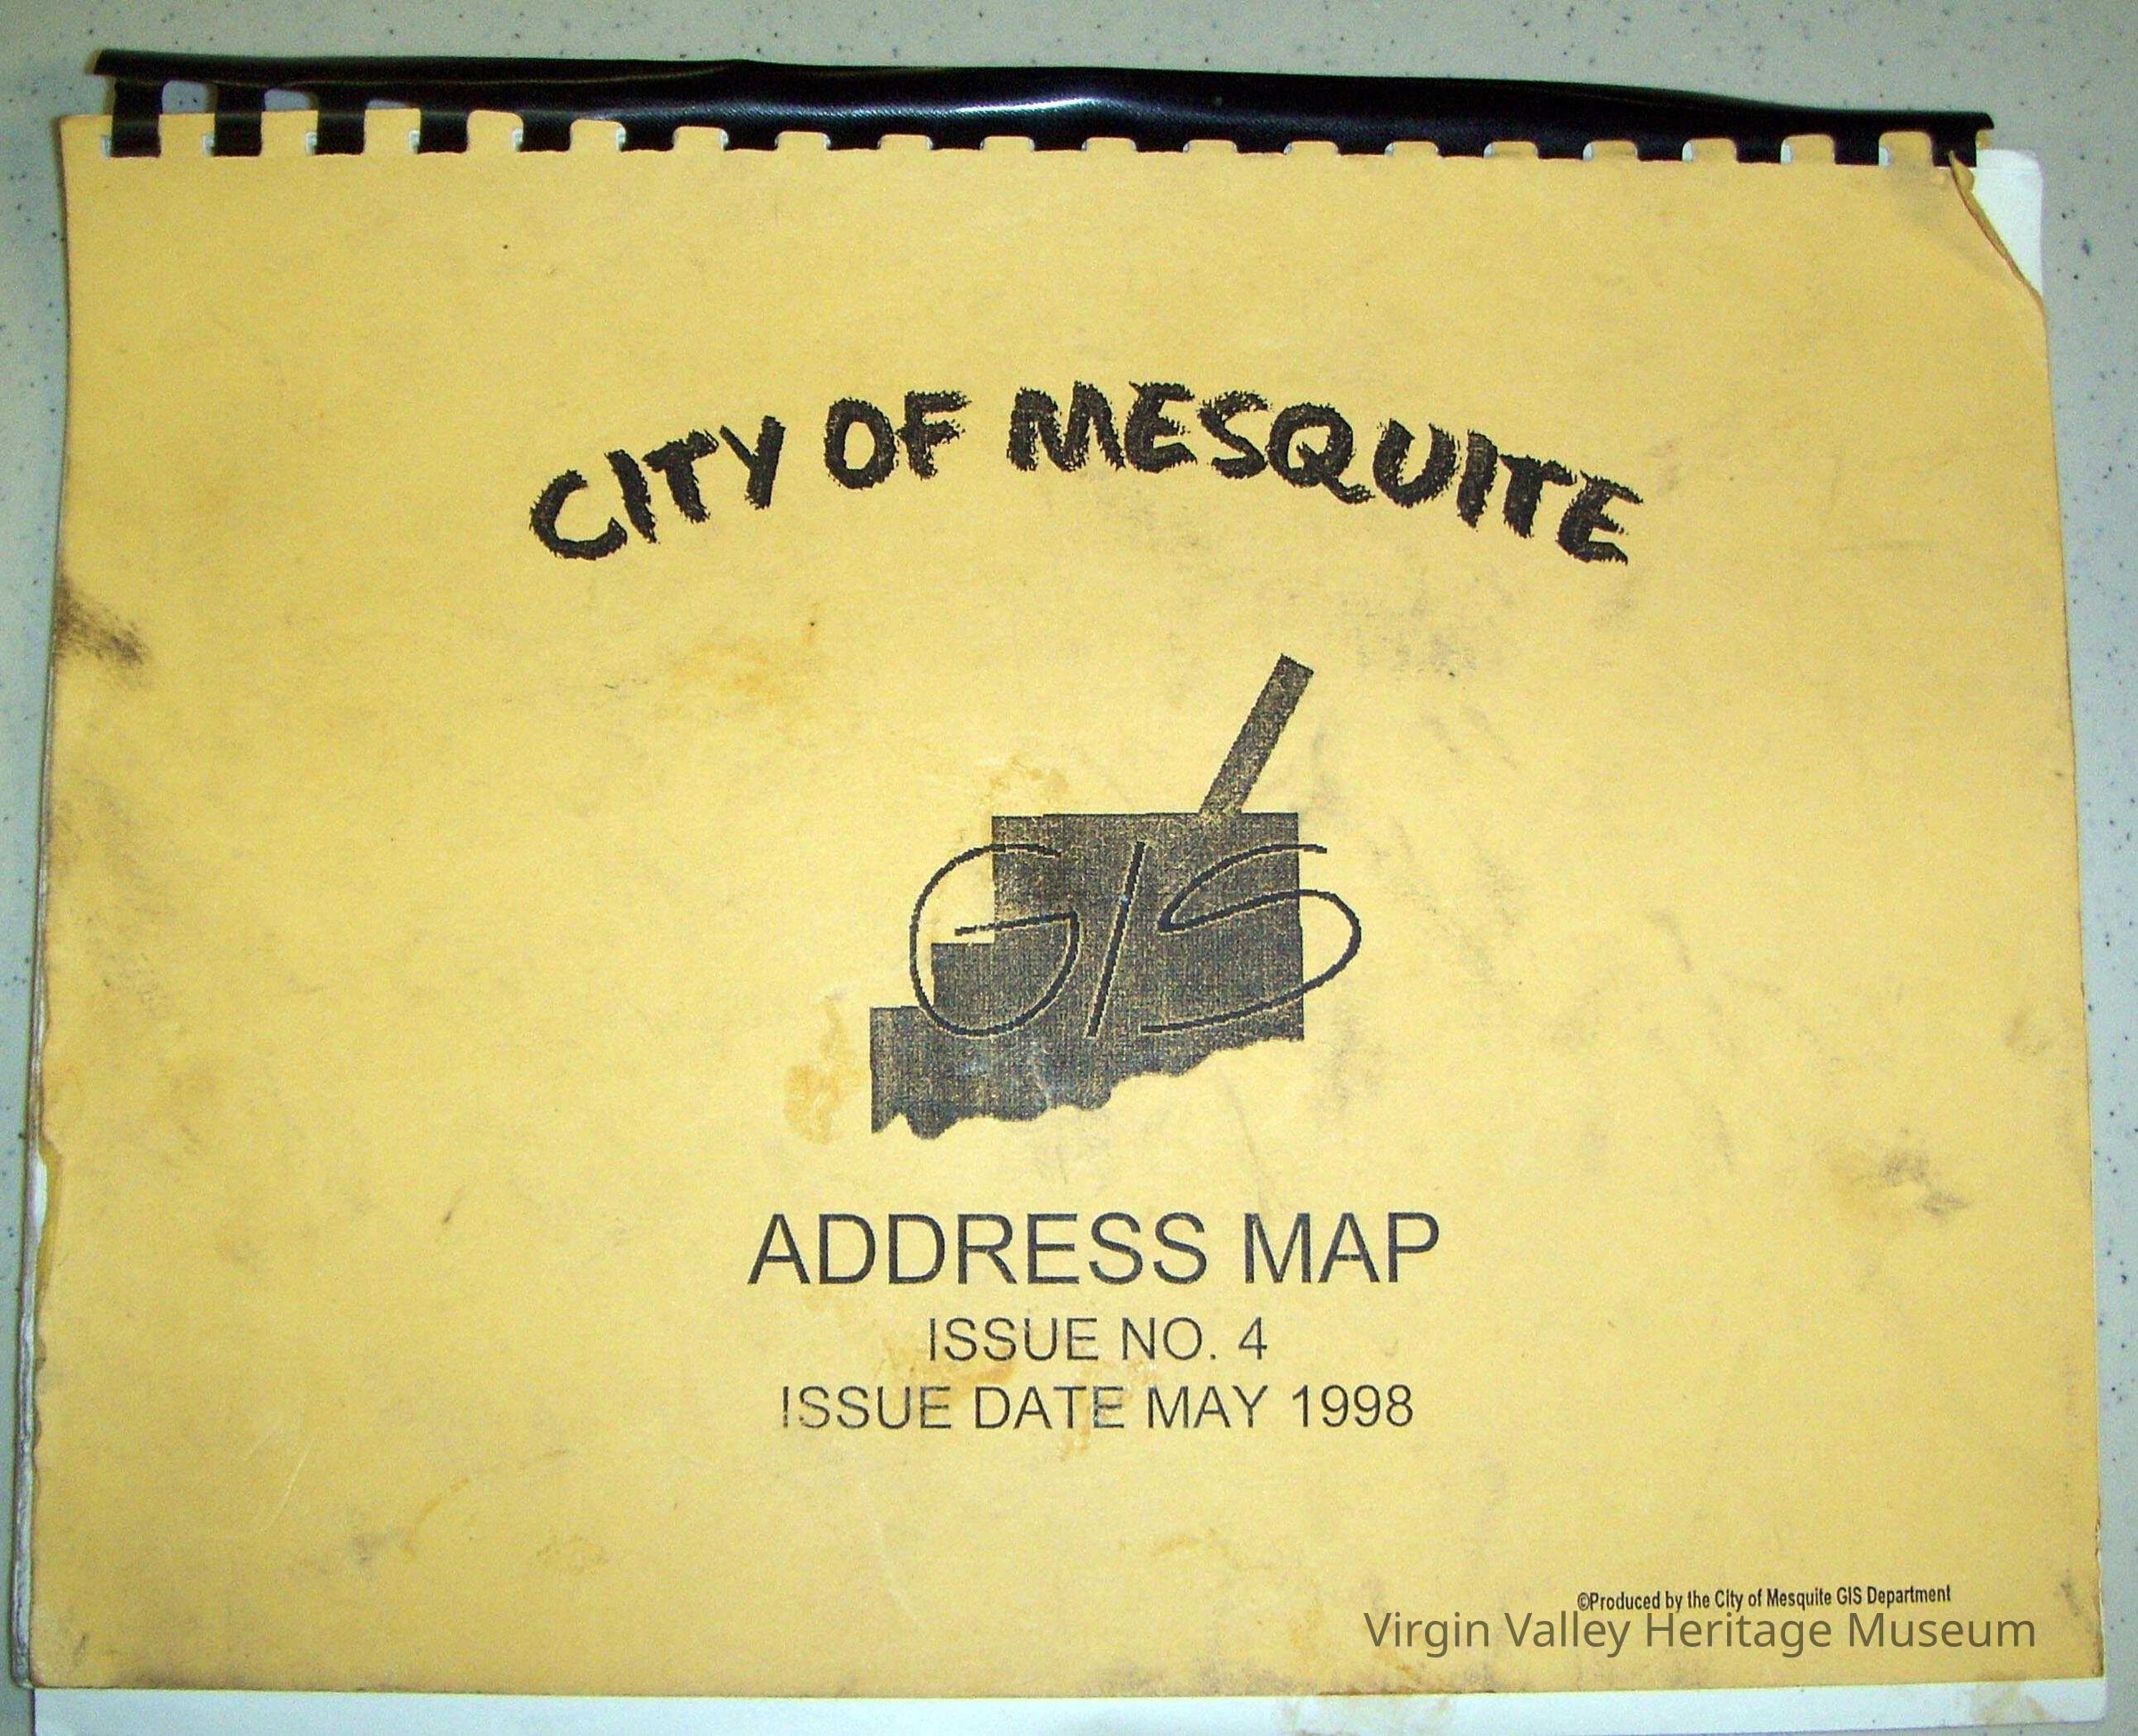 CITY OF MESQUITE
GIS
ADDRESS MAP
ISSUE NO. 4
ISSUE DATE MAY 1998
©Produced by the City of Mesquite GIS Department
Virgin Valley Heritage Museum